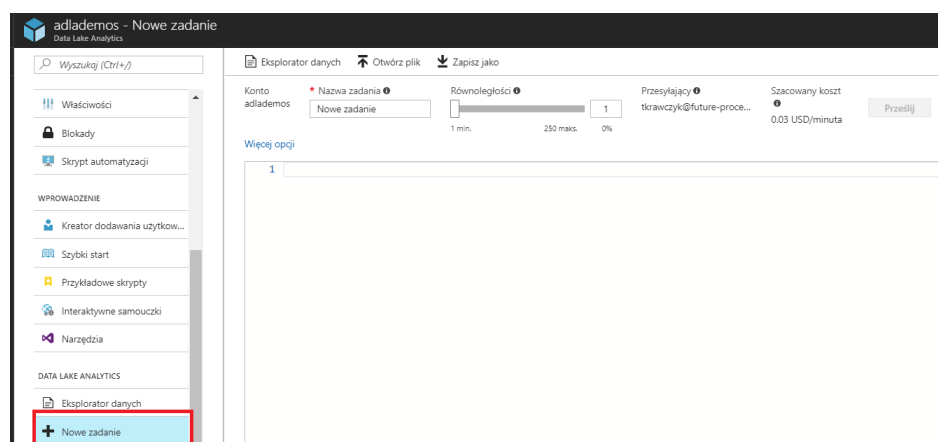 adlademos - Nowe zadanie
Data Lake Analytics
Wyszukaj (Ctrl+/)
Właściwości
Blokady
Skrypt automatyzacji
WPROWADZENIE
Kreator dodawania użytkow...
Szybki start
Przykładowe skrypty
Interaktywne samouczki
Narzędzia
DATA LAKE ANALYTICS
Eksplorator danych
Nowe zadanie
Eksplorator danych Otwórz plik Zapisz jako
Konto
adlademos
* Nazwa zadania
Nowe zadanie
Równoległości
1
1 min. 250 maks. 0%
Przesyłający
tkrawczyk@future-proce...
Szacowany koszt
0.03 USD/minuta
Prześlij
Więcej opcji
1